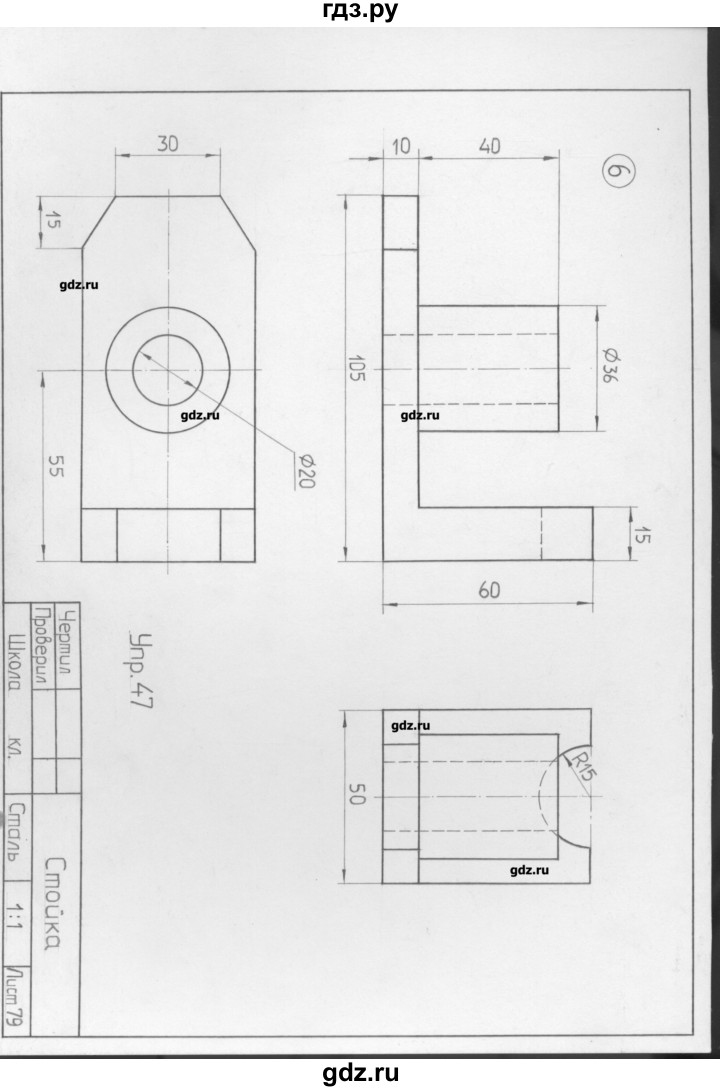 гдз.ру
6
30
10
40
15
gdz.ru
105
Ø36
gdz.ru
gdz.ru
55
Ø20
15
60
Упр. 47
Чертил
Проверил
Школа кл.
gdz.ru
R15
50
gdz.ru
Стойка
Сталь
1:1
Лист 79
gdz.ru